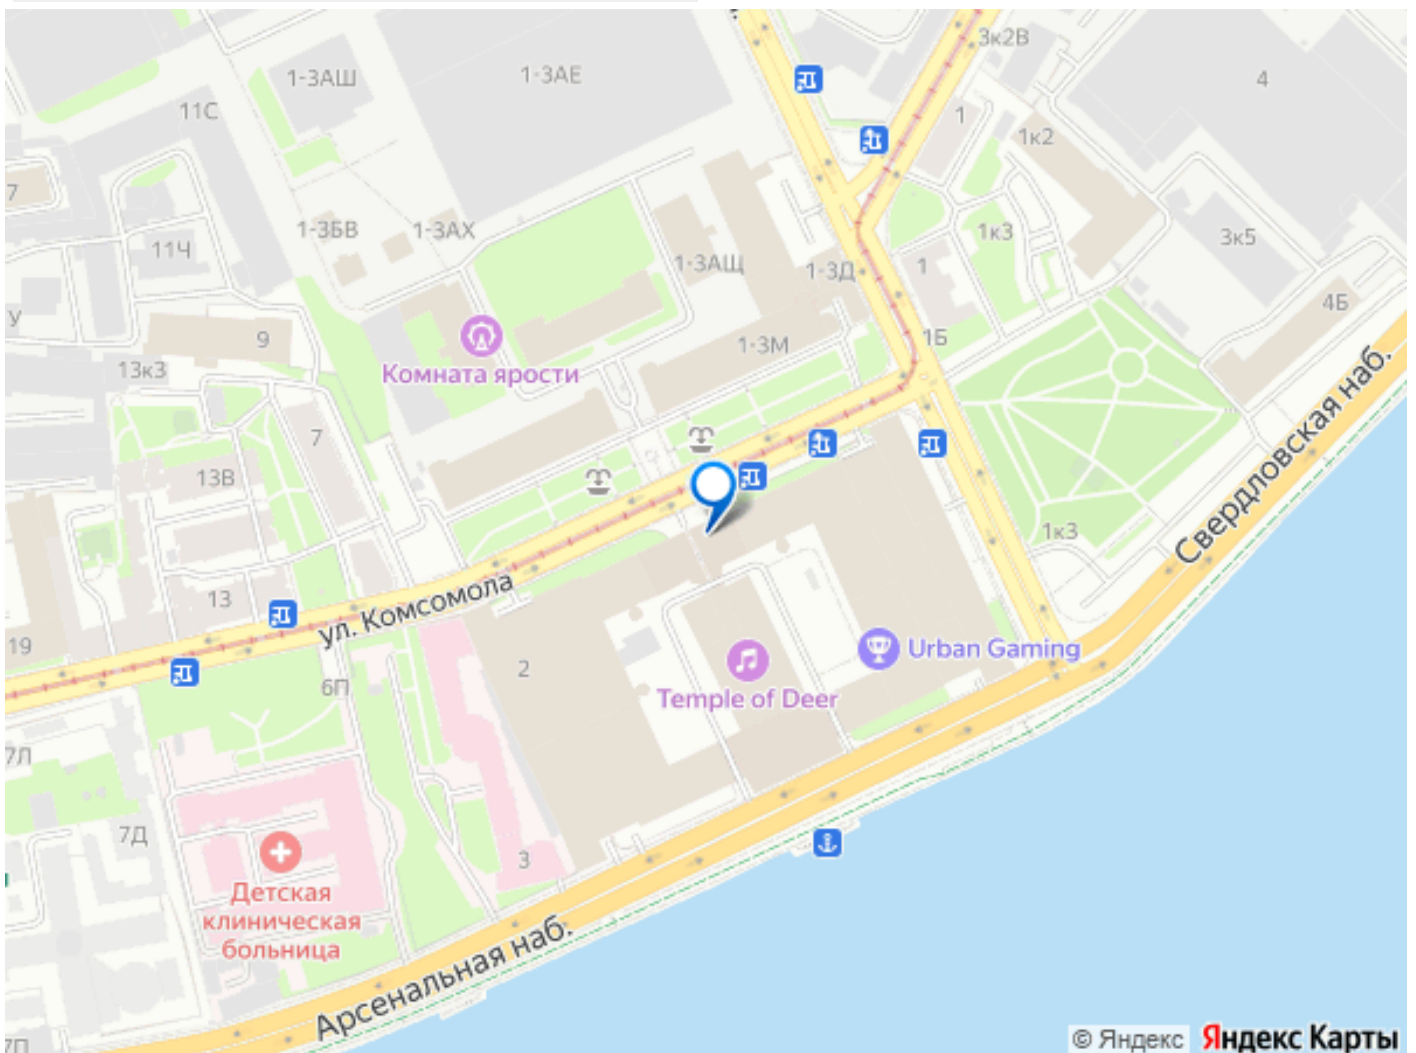 3к2В
1-3АШ
1-3АЕ
4
11С
1
1к2
7
1-3БВ
1-3АХ
1к3
3к5
11Ч
1-3АЩ
1-3Д
1
У
4Б
9
1-3М
1Б
13к3
Комната ярости
7
13В
1к3
Свердловская наб.
13
ул. Комсомола
19
2
Urban Gaming
6П
Temple of Deer
7Л
7Д
3
Детская
клиническая
больница
Арсенальная наб.
7П
© Яндекс
Яндекс Карты